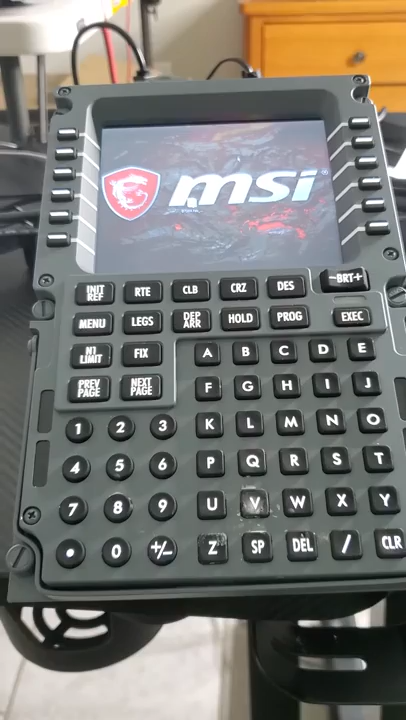 msi
INIT REF RTE CLB CRZ DES -BRT+
MENU LEGS DEP ARR HOLD PROG EXEC
N1 LIMIT FIX
A B C D E
PREV PAGE NEXT PAGE
F G H I J
1 2 3 K L M N O
4 5 6 P Q R S T
7 8 9 U V W X Y
• 0 +/- Z SP DEL / CLR